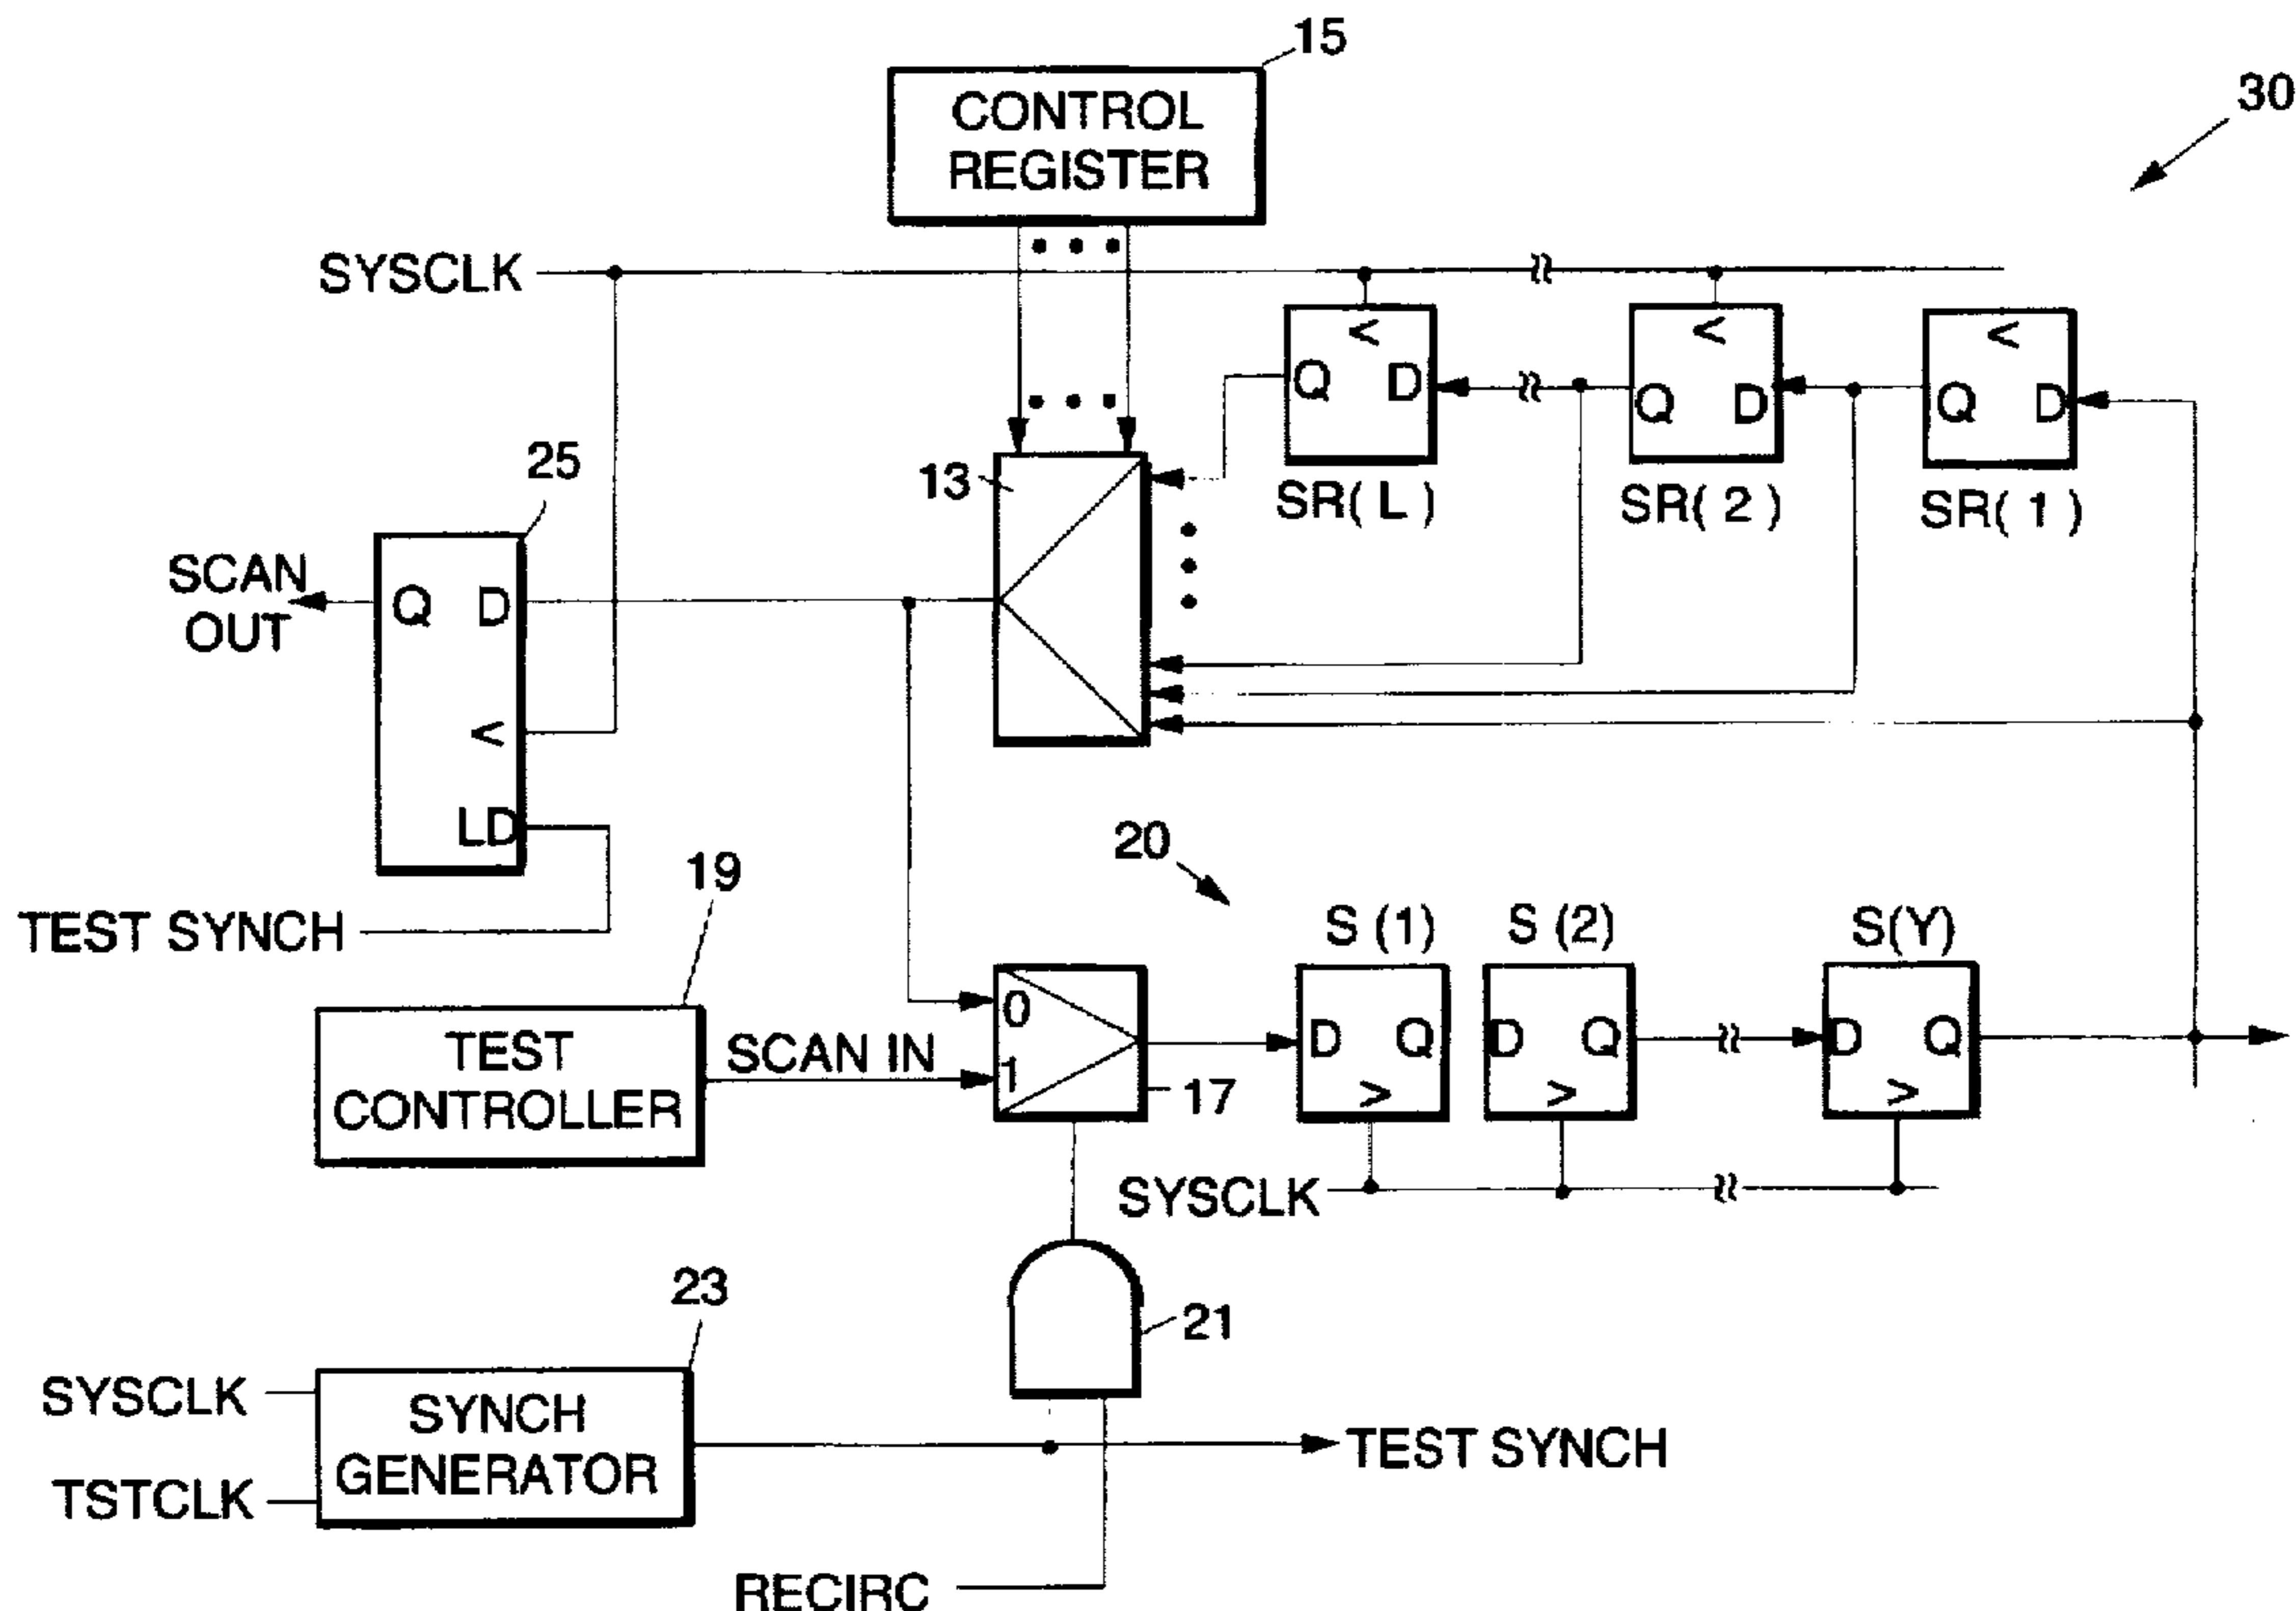 15
CONTROL
REGISTER
30
SYSCLK
<
Q D
SR( L )
<
Q D
SR( 2 )
<
Q D
SR( 1 )
13
25
SCAN
OUT
Q D
<
LD
TEST SYNCH
19
TEST
CONTROLLER
SCAN IN
0
1
17
20
S (1)
D Q
>
S (2)
D Q
>
S(Y)
D Q
>
SYSCLK
21
23
SYSCLK
TSTCLK
SYNCH
GENERATOR
TEST SYNCH
RECIRC